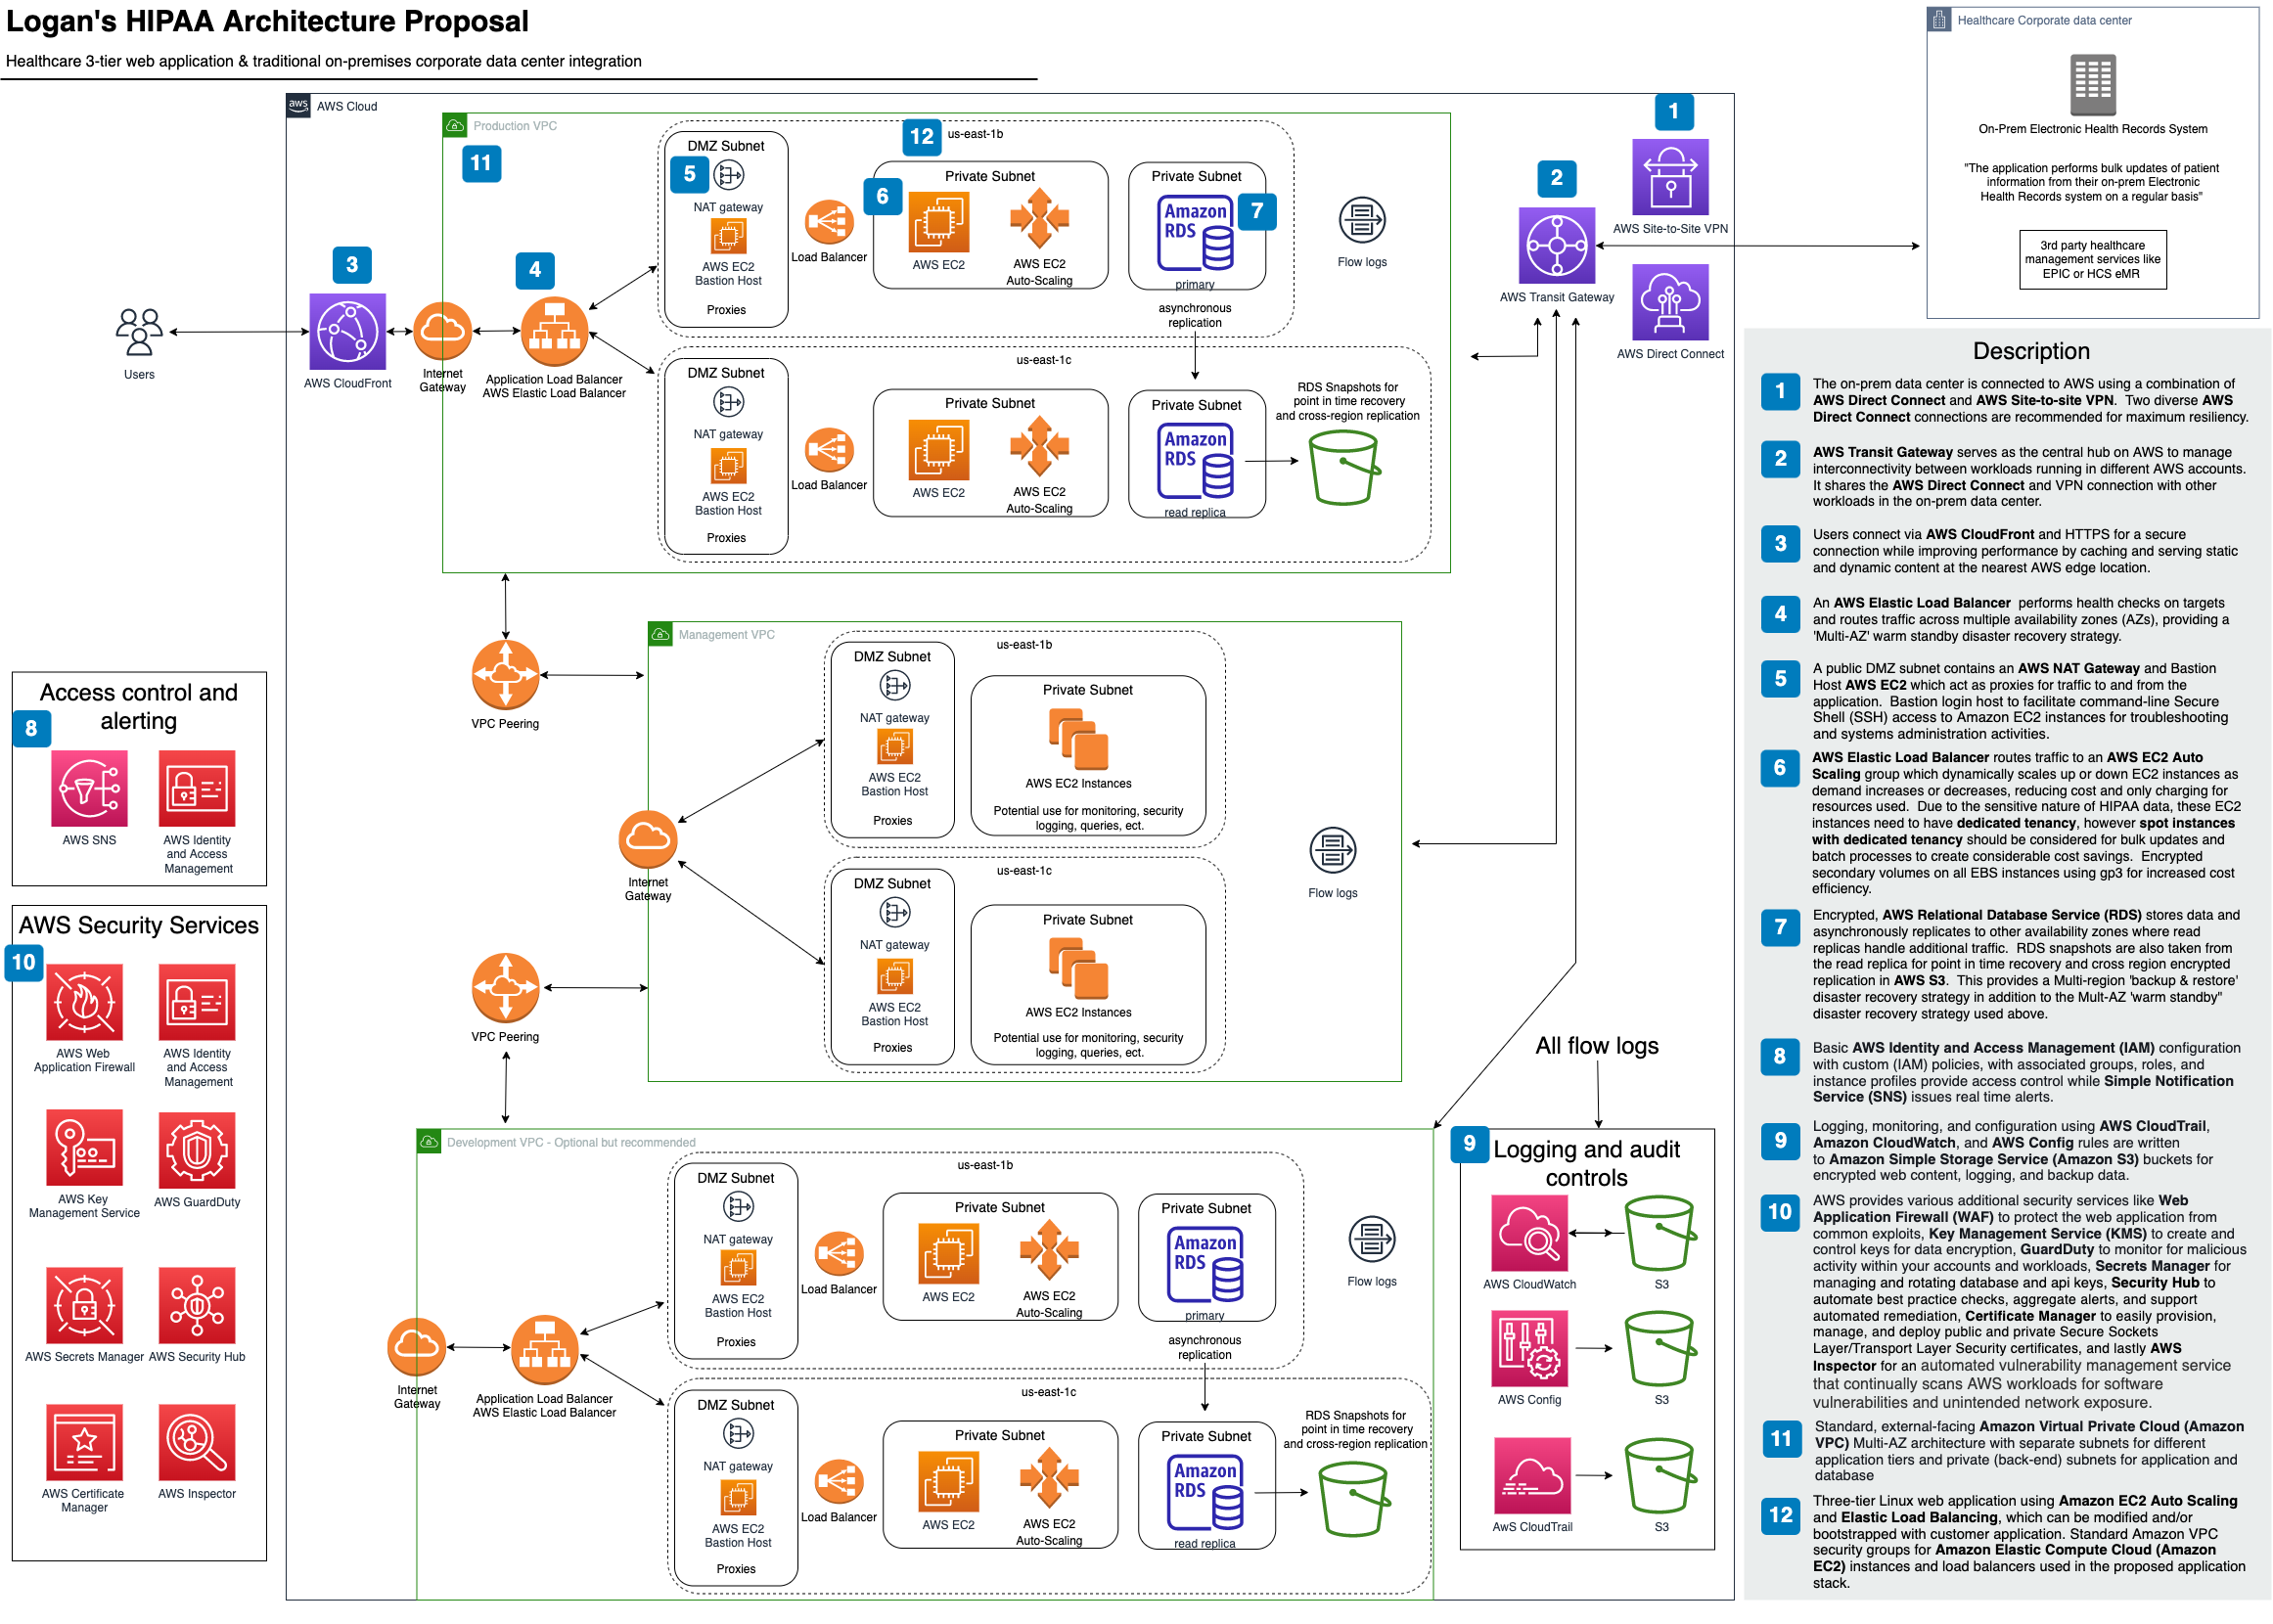 Logan's HIPAA Architecture Proposal
Healthcare 3-tier web application & traditional on-premises corporate data center integration
Healthcare Corporate data center
On-Prem Electronic Health Records System
"The application performs bulk updates of patient
information from their on-prem Electronic
Health Records system on a regular basis"
3rd party healthcare
management services like
EPIC or HCS eMR
aws
AWS Cloud
Production VPC
11
12
us-east-1b
DMZ Subnet
5
NAT gateway
AWS EC2
Bastion Host
Proxies
Load Balancer
Private Subnet
6
AWS EC2
AWS EC2
Auto-Scaling
Private Subnet
Amazon
RDS
7
primary
asynchronous
replication
Flow logs
1
AWS Site-to-Site VPN
2
AWS Transit Gateway
AWS Direct Connect
Users
3
AWS CloudFront
Internet
Gateway
4
Application Load Balancer
AWS Elastic Load Balancer
us-east-1c
DMZ Subnet
NAT gateway
AWS EC2
Bastion Host
Proxies
Load Balancer
Private Subnet
AWS EC2
AWS EC2
Auto-Scaling
Private Subnet
Amazon
RDS
read replica
RDS Snapshots for
point in time recovery
and cross-region replication
VPC Peering
Management VPC
us-east-1b
DMZ Subnet
NAT gateway
AWS EC2
Bastion Host
Proxies
Private Subnet
AWS EC2 Instances
Potential use for monitoring, security
logging, queries, ect.
Internet
Gateway
Flow logs
us-east-1c
DMZ Subnet
NAT gateway
AWS EC2
Bastion Host
Proxies
Private Subnet
AWS EC2 Instances
Potential use for monitoring, security
logging, queries, ect.
VPC Peering
Access control and
alerting
8
AWS SNS
AWS Identity
and Access
Management
AWS Security Services
10
AWS Web
Application Firewall
AWS Identity
and Access
Management
AWS Key
Management Service
AWS GuardDuty
AWS Secrets Manager
AWS Security Hub
AWS Certificate
Manager
AWS Inspector
Development VPC - Optional but recommended
us-east-1b
DMZ Subnet
NAT gateway
AWS EC2
Bastion Host
Proxies
Load Balancer
Private Subnet
AWS EC2
AWS EC2
Auto-Scaling
Private Subnet
Amazon
RDS
primary
asynchronous
replication
Flow logs
Internet
Gateway
Application Load Balancer
AWS Elastic Load Balancer
us-east-1c
DMZ Subnet
NAT gateway
AWS EC2
Bastion Host
Proxies
Load Balancer
Private Subnet
AWS EC2
AWS EC2
Auto-Scaling
Private Subnet
Amazon
RDS
read replica
RDS Snapshots for
point in time recovery
and cross-region replication
All flow logs
9
Logging and audit
controls
AWS CloudWatch
S3
AWS Config
S3
AwS CloudTrail
S3
Description
1
The on-prem data center is connected to AWS using a combination of
AWS Direct Connect and AWS Site-to-site VPN. Two diverse AWS
Direct Connect connections are recommended for maximum resiliency.
2
AWS Transit Gateway serves as the central hub on AWS to manage
interconnectivity between workloads running in different AWS accounts.
It shares the AWS Direct Connect and VPN connection with other
workloads in the on-prem data center.
3
Users connect via AWS CloudFront and HTTPS for a secure
connection while improving performance by caching and serving static
and dynamic content at the nearest AWS edge location.
4
An AWS Elastic Load Balancer performs health checks on targets
and routes traffic across multiple availability zones (AZs), providing a
'Multi-AZ' warm standby disaster recovery strategy.
5
A public DMZ subnet contains an AWS NAT Gateway and Bastion
Host AWS EC2 which act as proxies for traffic to and from the
application. Bastion login host to facilitate command-line Secure
Shell (SSH) access to Amazon EC2 instances for troubleshooting
and systems administration activities.
6
AWS Elastic Load Balancer routes traffic to an AWS EC2 Auto
Scaling group which dynamically scales up or down EC2 instances as
demand increases or decreases, reducing cost and only charging for
resources used. Due to the sensitive nature of HIPAA data, these EC2
instances need to have dedicated tenancy, however spot instances
with dedicated tenancy should be considered for bulk updates and
batch processes to create considerable cost savings. Encrypted
secondary volumes on all EBS instances using gp3 for increased cost
efficiency.
7
Encrypted, AWS Relational Database Service (RDS) stores data and
asynchronously replicates to other availability zones where read
replicas handle additional traffic. RDS snapshots are also taken from
the read replica for point in time recovery and cross region encrypted
replication in AWS S3. This provides a Multi-region 'backup & restore'
disaster recovery strategy in addition to the Mult-AZ 'warm standby"
disaster recovery strategy used above.
8
Basic AWS Identity and Access Management (IAM) configuration
with custom (IAM) policies, with associated groups, roles, and
instance profiles provide access control while Simple Notification
Service (SNS) issues real time alerts.
9
Logging, monitoring, and configuration using AWS CloudTrail,
Amazon CloudWatch, and AWS Config rules are written
to Amazon Simple Storage Service (Amazon S3) buckets for
encrypted web content, logging, and backup data.
10
AWS provides various additional security services like Web
Application Firewall (WAF) to protect the web application from
common exploits, Key Management Service (KMS) to create and
control keys for data encryption, GuardDuty to monitor for malicious
activity within your accounts and workloads, Secrets Manager for
managing and rotating database and api keys, Security Hub to
automate best practice checks, aggregate alerts, and support
automated remediation, Certificate Manager to easily provision,
manage, and deploy public and private Secure Sockets
Layer/Transport Layer Security certificates, and lastly AWS
Inspector for an automated vulnerability management service
that continually scans AWS workloads for software
vulnerabilities and unintended network exposure.
11
Standard, external-facing Amazon Virtual Private Cloud (Amazon
VPC) Multi-AZ architecture with separate subnets for different
application tiers and private (back-end) subnets for application and
database
12
Three-tier Linux web application using Amazon EC2 Auto Scaling
and Elastic Load Balancing, which can be modified and/or
bootstrapped with customer application. Standard Amazon VPC
security groups for Amazon Elastic Compute Cloud (Amazon
EC2) instances and load balancers used in the proposed application
stack.